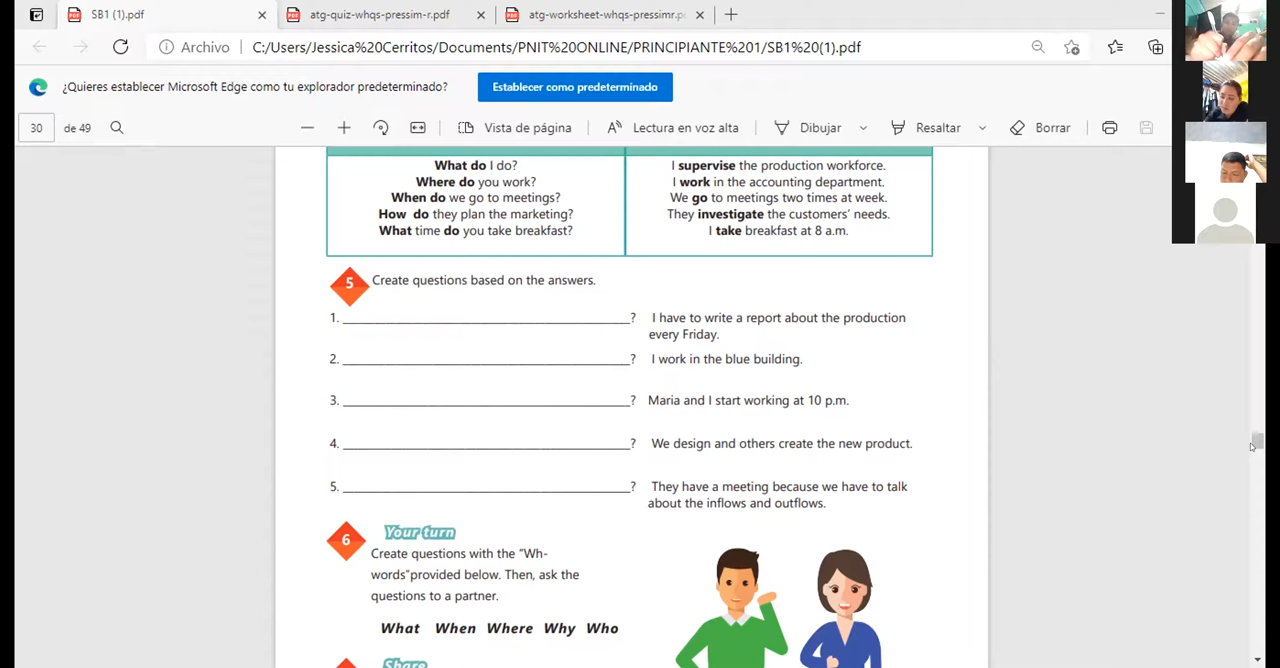 SB1 (1).pdf
atg-quiz-whqs-pressim-r.pdf
atg-worksheet-whqs-pressimr.p
Archivo
C:/Users/Jessica%20Cerritos/Documents/PNIT%20ONLINE/PRINCIPIANTE%201/SB1%20(1).pdf
¿Quieres establecer Microsoft Edge como tu explorador predeterminado?
Establecer como predeterminado
30 de 49
Vista de página
Lectura en voz alta
Dibujar
Resaltar
Borrar
What do I do?
Where do you work?
When do we go to meetings?
How do they plan the marketing?
What time do you take breakfast?
I supervise the production workforce.
I work in the accounting department.
We go to meetings two times at week.
They investigate the customers' needs.
I take breakfast at 8 a.m.
5 Create questions based on the answers.
1. ______? I have to write a report about the production
every Friday.
2. ______? I work in the blue building.
3. ______? Maria and I start working at 10 p.m.
4. ______? We design and others create the new product.
5. ______? They have a meeting because we have to talk
about the inflows and outflows.
6 Your turn
Create questions with the "Wh-
words"provided below. Then, ask the
questions to a partner.
What When Where Why Who
Share